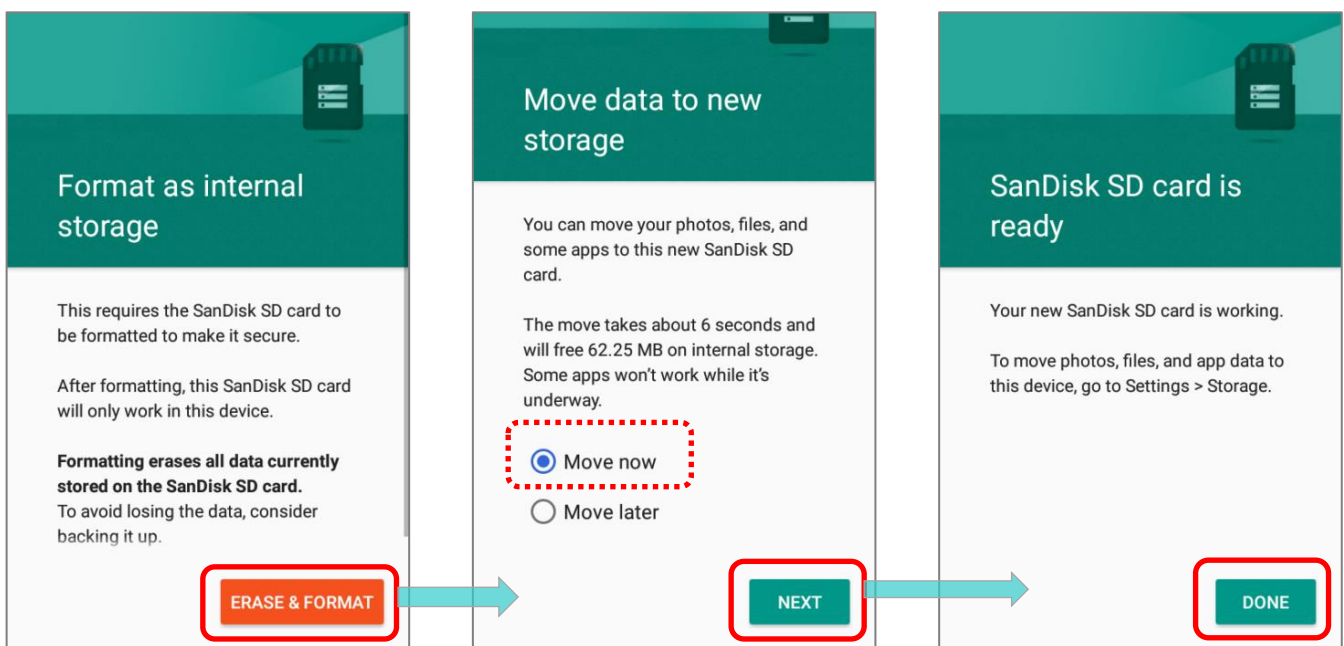 Format as internal
storage
This requires the SanDisk SD card to
be formatted to make it secure.
After formatting, this SanDisk SD card
will only work in this device.
Formatting erases all data currently
stored on the SanDisk SD card.
To avoid losing the data, consider
backing it up.
ERASE & FORMAT
Move data to new
storage
You can move your photos, files, and
some apps to this new SanDisk SD
card.
The move takes about 6 seconds and
will free 62.25 MB on internal storage.
Some apps won't work while it's
underway.
Move now
Move later
NEXT
SanDisk SD card is
ready
Your new SanDisk SD card is working.
To move photos, files, and app data to
this device, go to Settings > Storage.
DONE